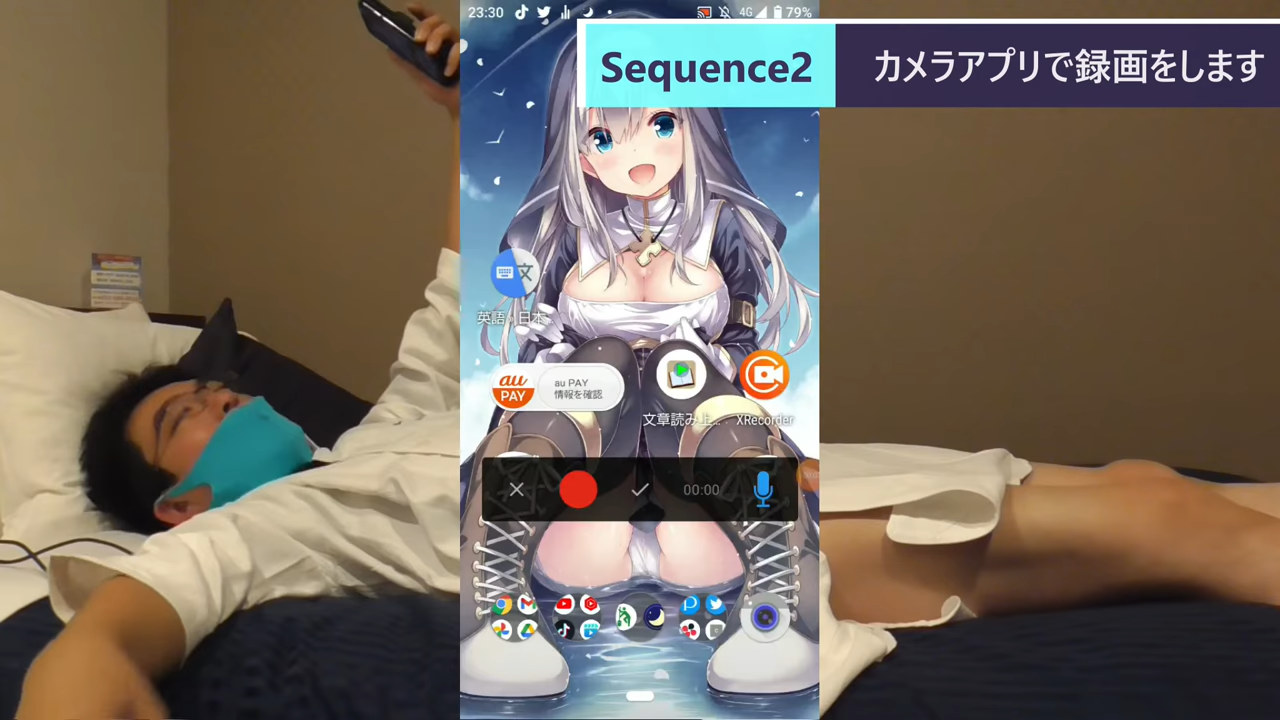 23:30
4G
79%
Sequence2
カメラアプリで録画をします
文
英語
日本
au
PAY
au PAY
情報を確認
文章読み上...
XRecorder
00:00